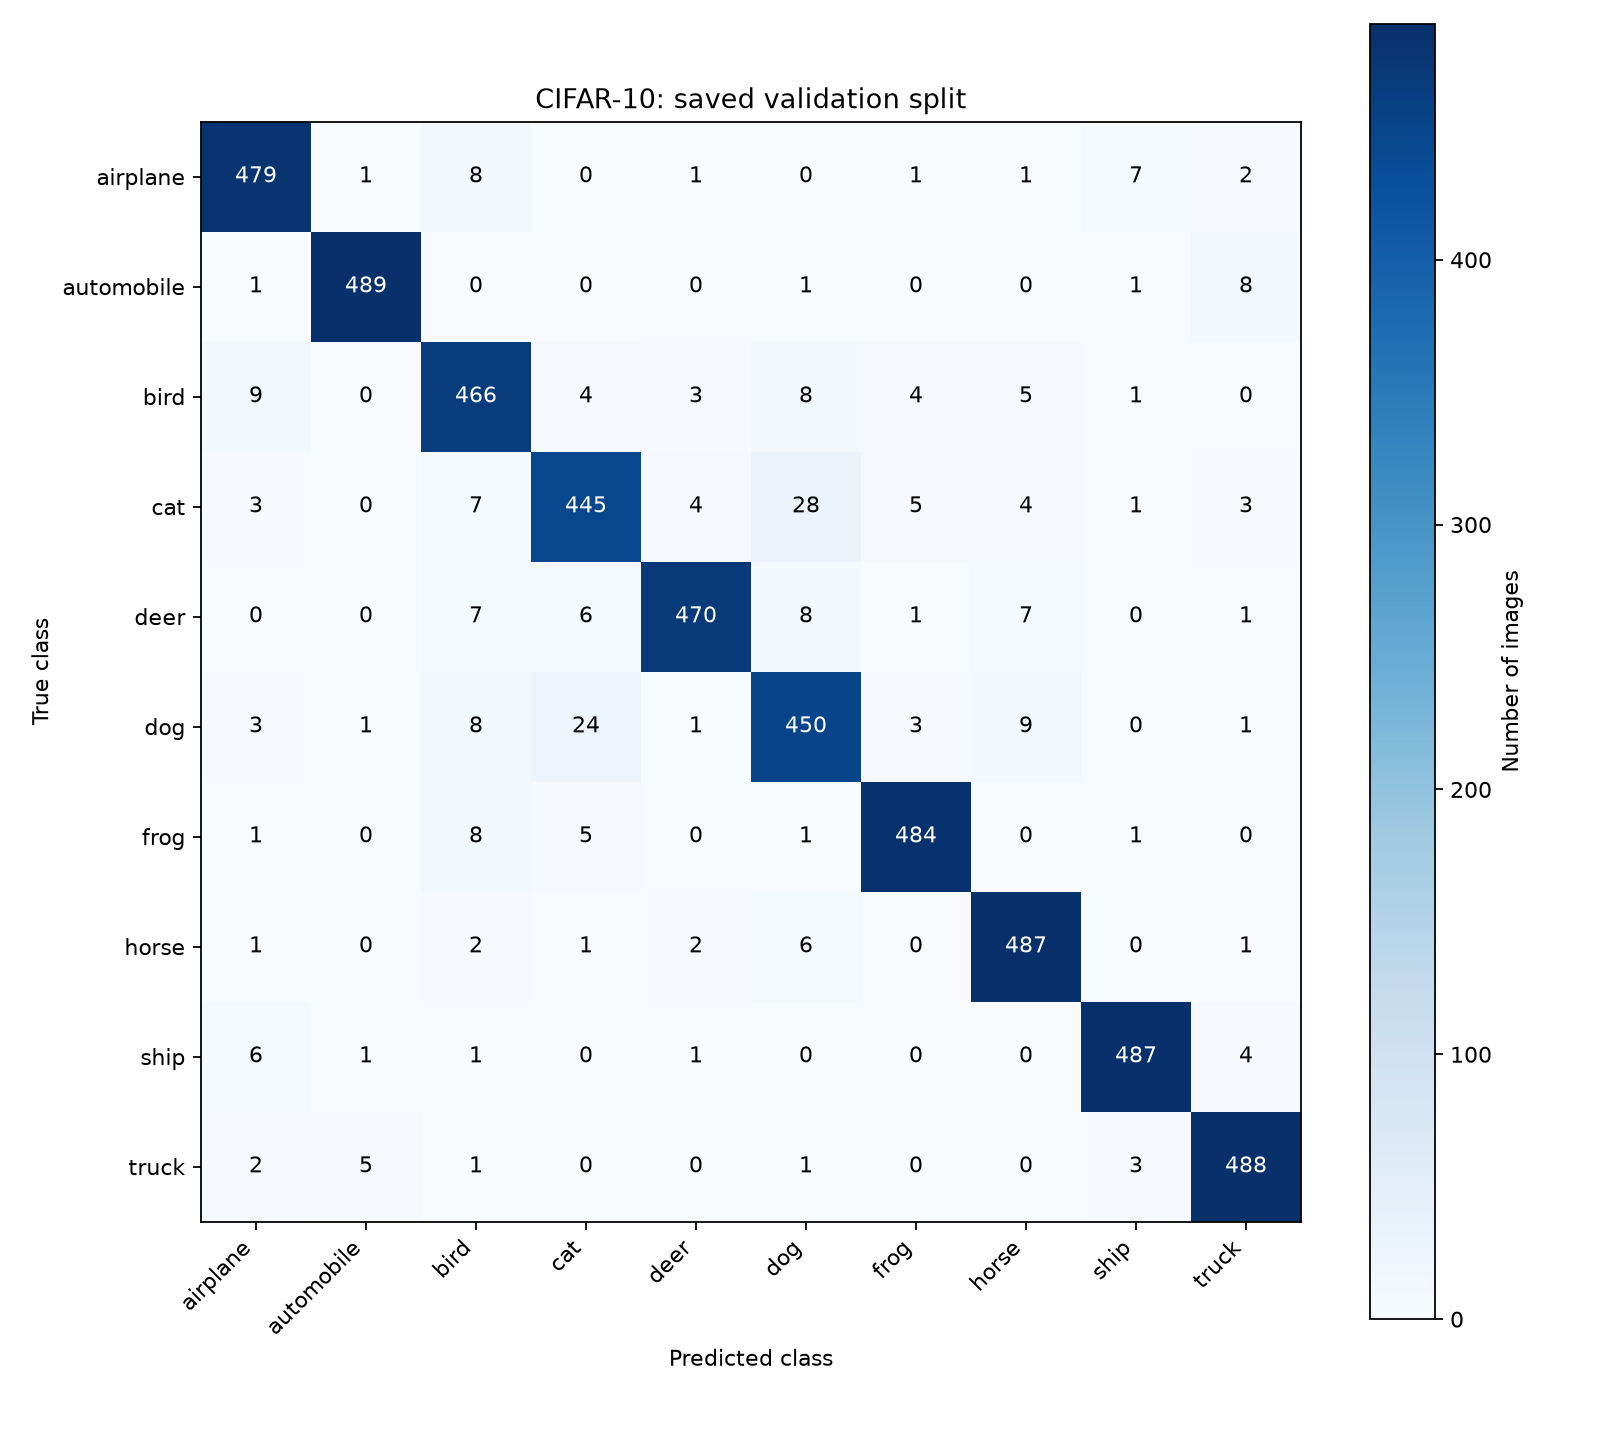 CIFAR-10: saved validation split
airplane 479 1 8 0 1 0 1 1 7 2
automobile 1 489 0 0 0 1 0 0 1 8
bird 9 0 466 4 3 8 4 5 1 0
cat 3 0 7 445 4 28 5 4 1 3
deer 0 0 7 6 470 8 1 7 0 1
dog 3 1 8 24 1 450 3 9 0 1
frog 1 0 8 5 0 1 484 0 1 0
horse 1 0 2 1 2 6 0 487 0 1
ship 6 1 1 0 1 0 0 0 487 4
truck 2 5 1 0 0 1 0 0 3 488
airplane automobile bird cat deer dog frog horse ship truck
Predicted class
True class
400
300
200
100
0
Number of images